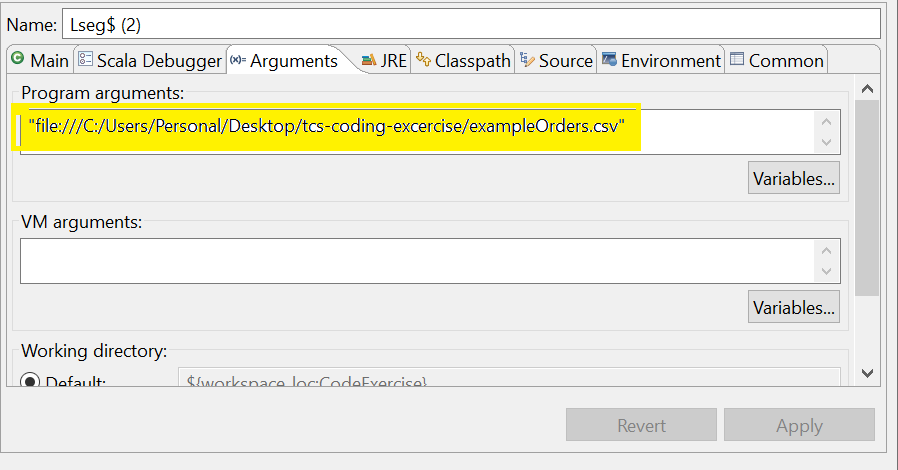 Name: Lseg$ (2)
Main Scala Debugger (x)= Arguments JRE Classpath Source Environment Common
Program arguments:
"file:///C:/Users/Personal/Desktop/tcs-coding-excercise/exampleOrders.csv"
Variables...
VM arguments:
Variables...
Working directory:
Default: ${workspace_loc:CodeExercise}
Revert Apply